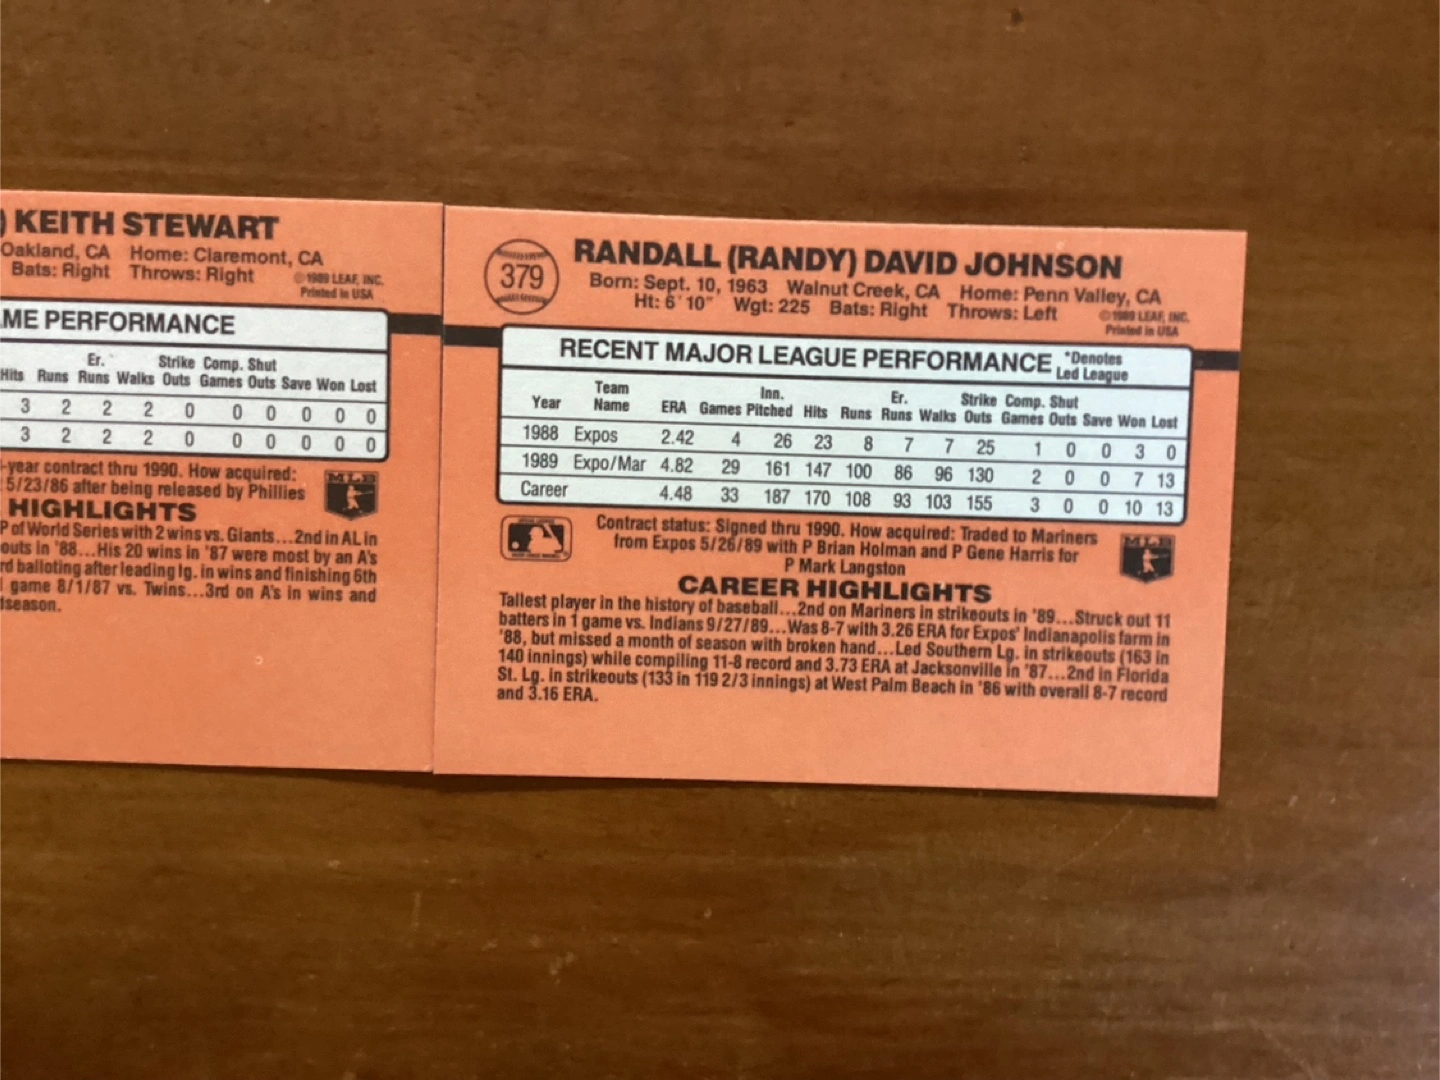 ) KEITH STEWART
Oakland, CA Home: Claremont, CA
Bats: Right Throws: Right
© 1989 LEAF, INC.
Printed in USA
ME PERFORMANCE
Hits Runs Er. Runs Walks Strike Outs Comp. Games Shut Outs Save Won Lost
3 2 2 2 0 0 0 0 0 0
3 2 2 2 0 0 0 0 0 0
-year contract thru 1990. How acquired:
5/23/86 after being released by Phillies
MLB
HIGHLIGHTS
P of World Series with 2 wins vs. Giants...2nd in AL in
outs in '88...His 20 wins in '87 were most by an A's
rd balloting after leading lg. in wins and finishing 6th
game 8/1/87 vs. Twins...3rd on A's in wins and
season.
379
RANDALL (RANDY) DAVID JOHNSON
Born: Sept. 10, 1963 Walnut Creek, CA Home: Penn Valley, CA
Ht: 6' 10" Wgt: 225 Bats: Right Throws: Left
© 1989 LEAF, INC.
Printed in USA
RECENT MAJOR LEAGUE PERFORMANCE *Denotes Led League
Year Team Name ERA Games Inn. Pitched Hits Runs Er. Runs Walks Strike Outs Comp. Games Shut Outs Save Won Lost
1988 Expos 2.42 4 26 23 8 7 7 25 1 0 0 3 0
1989 Expo/Mar 4.82 29 161 147 100 86 96 130 2 0 0 7 13
Career 4.48 33 187 170 108 93 103 155 3 0 0 10 13
Contract status: Signed thru 1990. How acquired: Traded to Mariners
from Expos 5/26/89 with P Brian Holman and P Gene Harris for
P Mark Langston
MLB
CAREER HIGHLIGHTS
Tallest player in the history of baseball...2nd on Mariners in strikeouts in '89...Struck out 11
batters in 1 game vs. Indians 9/27/89...Was 8-7 with 3.26 ERA for Expos' Indianapolis farm in
'88, but missed a month of season with broken hand...Led Southern Lg. in strikeouts (163 in
140 innings) while compiling 11-8 record and 3.73 ERA at Jacksonville in '87...2nd in Florida
St. Lg. in strikeouts (133 in 119 2/3 innings) at West Palm Beach in '86 with overall 8-7 record
and 3.16 ERA.